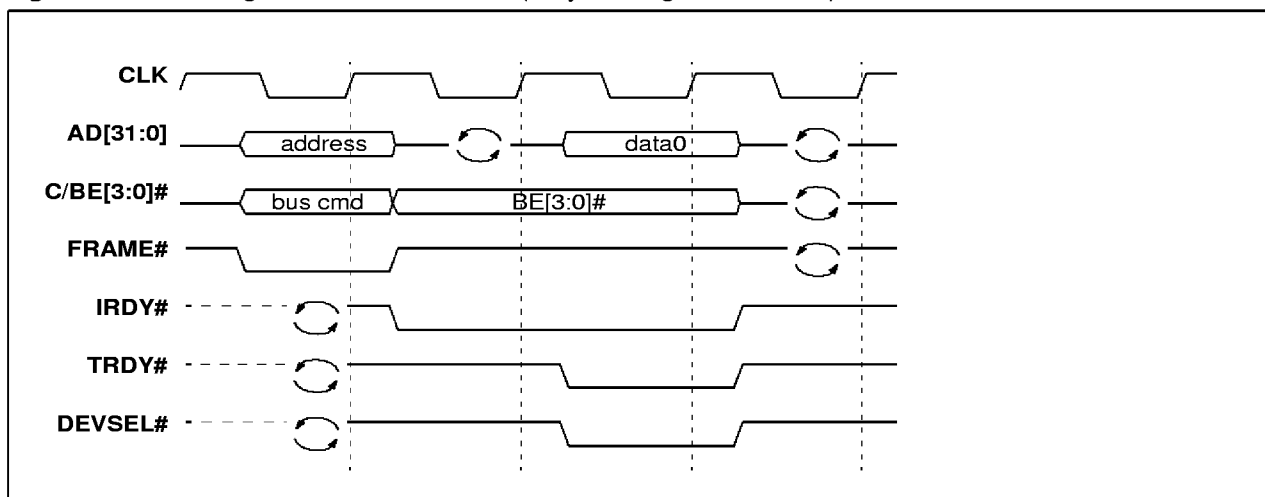 CLK
AD[31:0] address data0
C/BE[3:0]# bus cmd BE[3:0]#
FRAME#
IRDY#
TRDY#
DEVSEL#